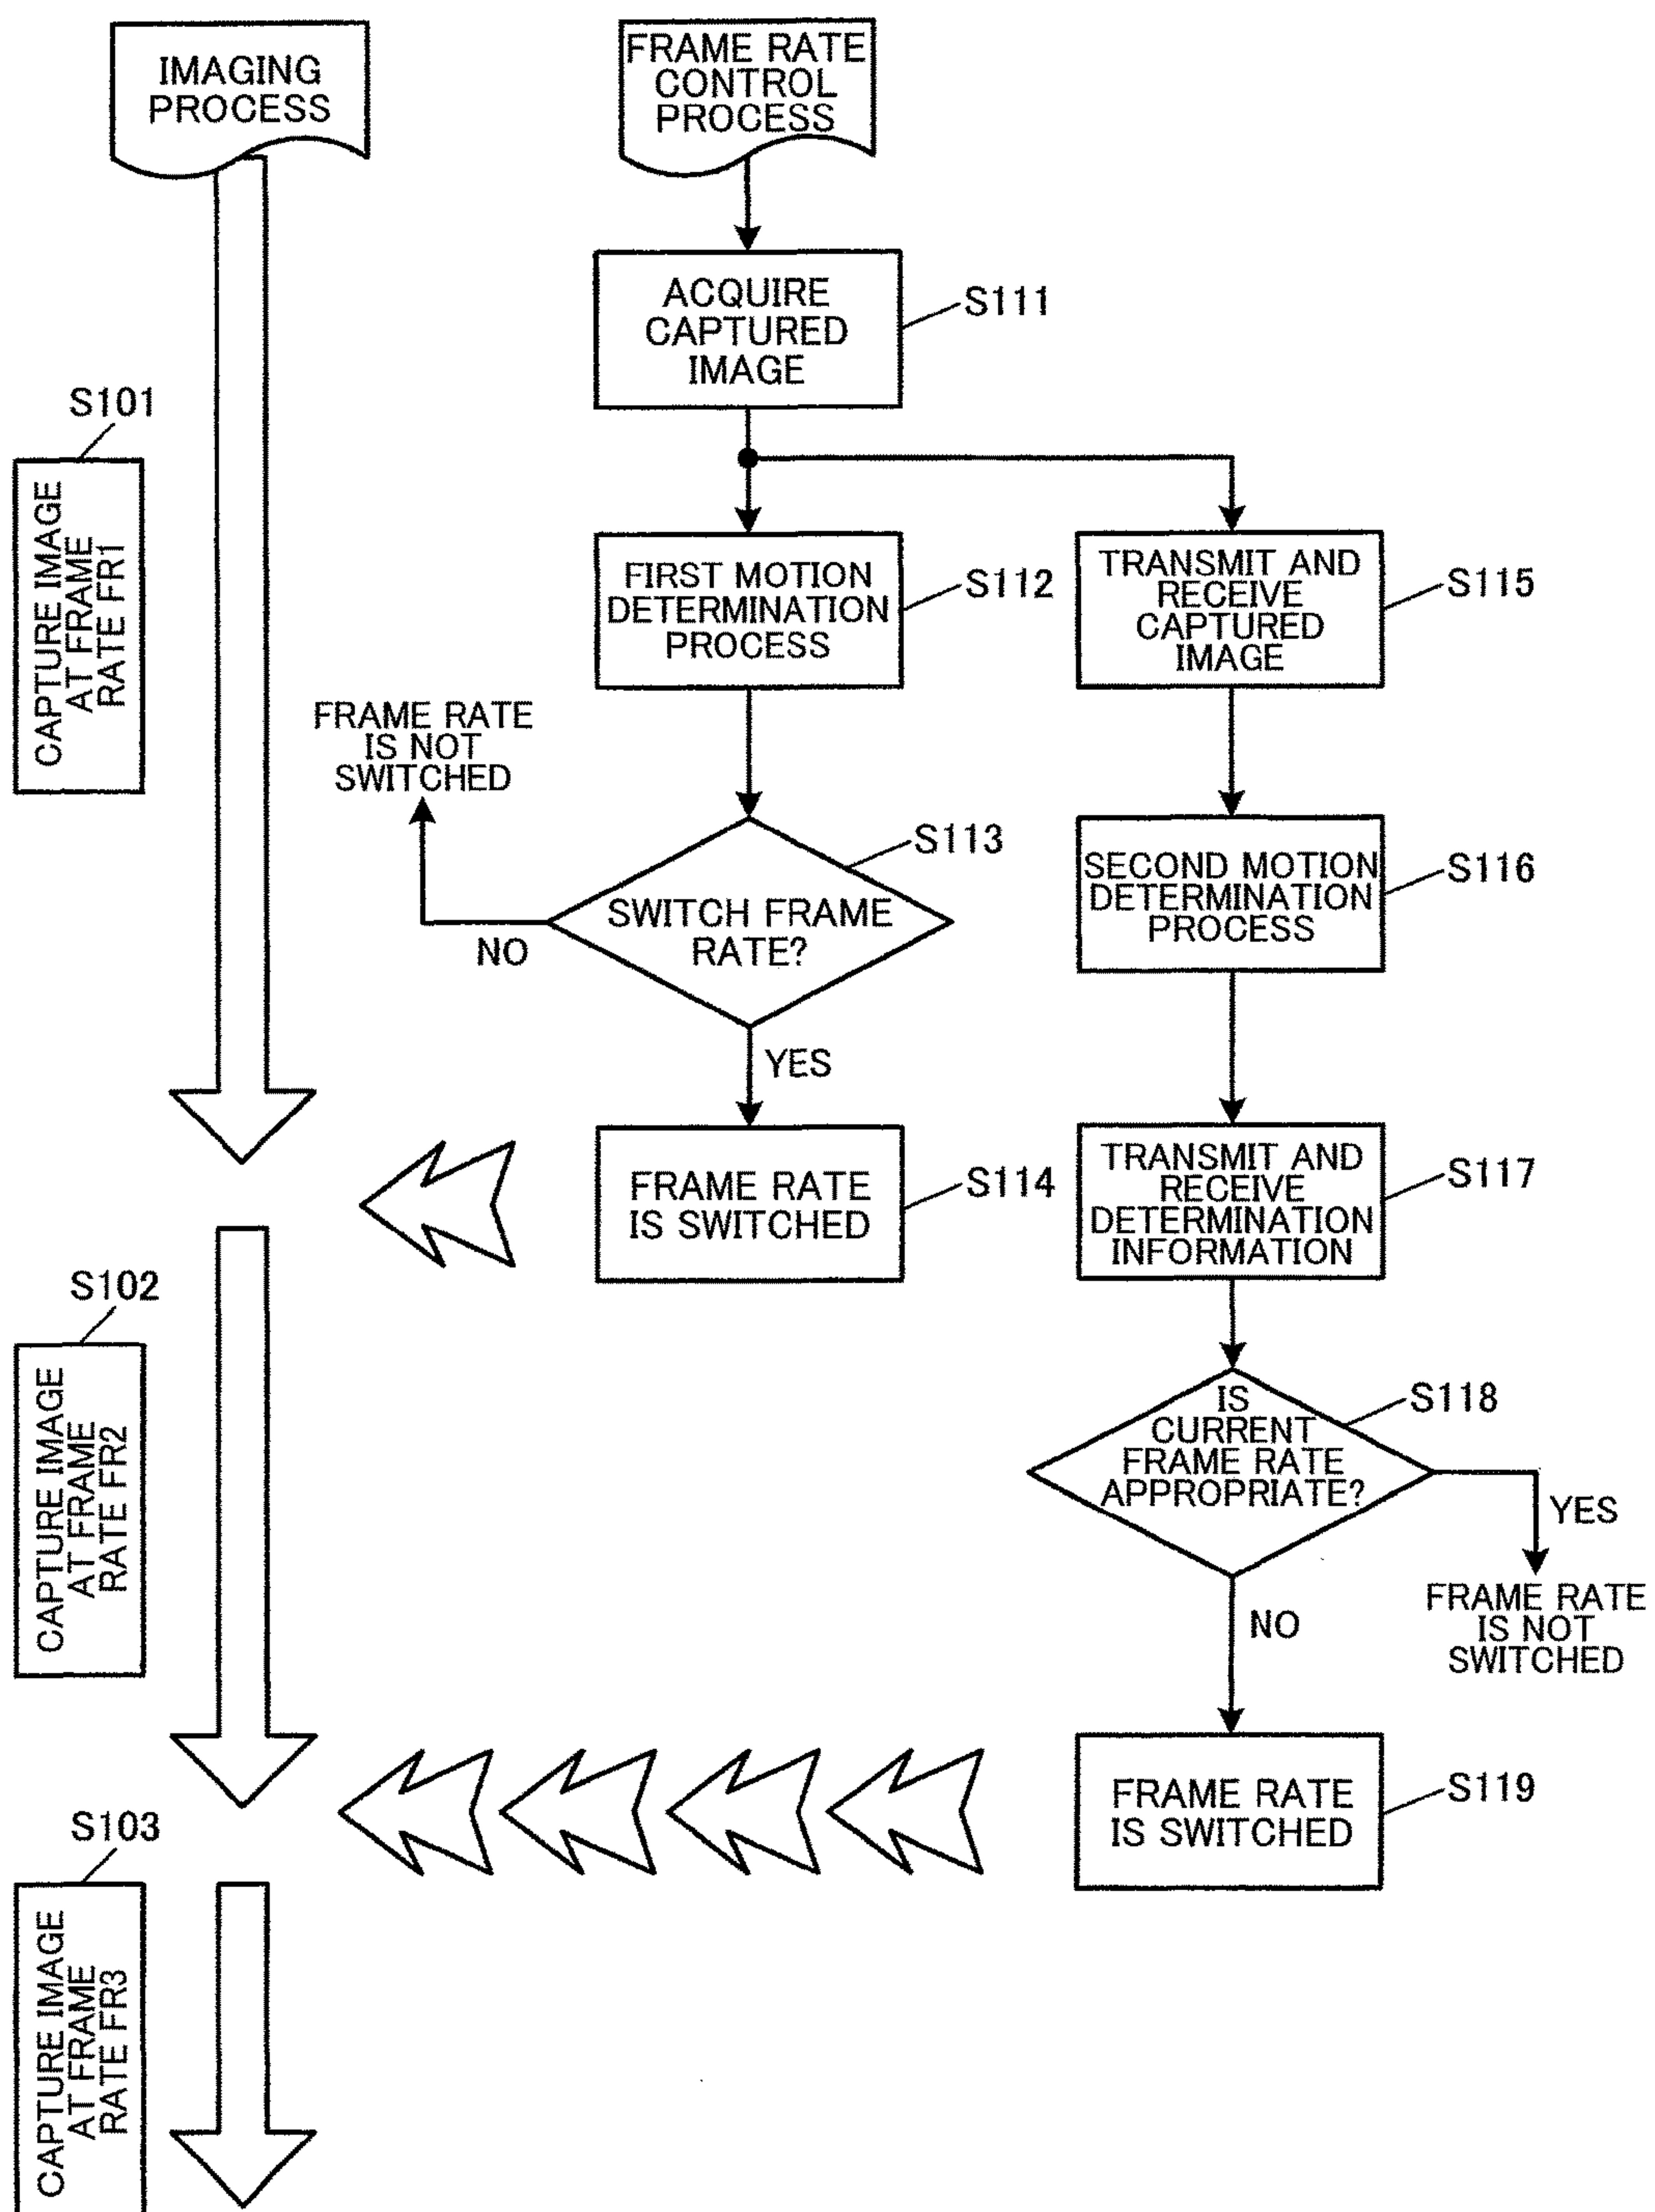 IMAGING
PROCESS
FRAME RATE
CONTROL
PROCESS
ACQUIRE
CAPTURED
IMAGE
S111
S101
CAPTURE IMAGE
AT FRAME
RATE FR1
FIRST MOTION
DETERMINATION
PROCESS
S112
TRANSMIT AND
RECEIVE
CAPTURED
IMAGE
S115
FRAME RATE
IS NOT
SWITCHED
S113
SWITCH FRAME
RATE?
NO
YES
SECOND MOTION
DETERMINATION
PROCESS
S116
FRAME RATE
IS SWITCHED
S114
TRANSMIT AND
RECEIVE
DETERMINATION
INFORMATION
S117
S102
CAPTURE IMAGE
AT FRAME
RATE FR2
IS
CURRENT
FRAME RATE
APPROPRIATE?
S118
YES
FRAME RATE
IS NOT
SWITCHED
NO
FRAME RATE
IS SWITCHED
S119
S103
CAPTURE IMAGE
AT FRAME
RATE FR3